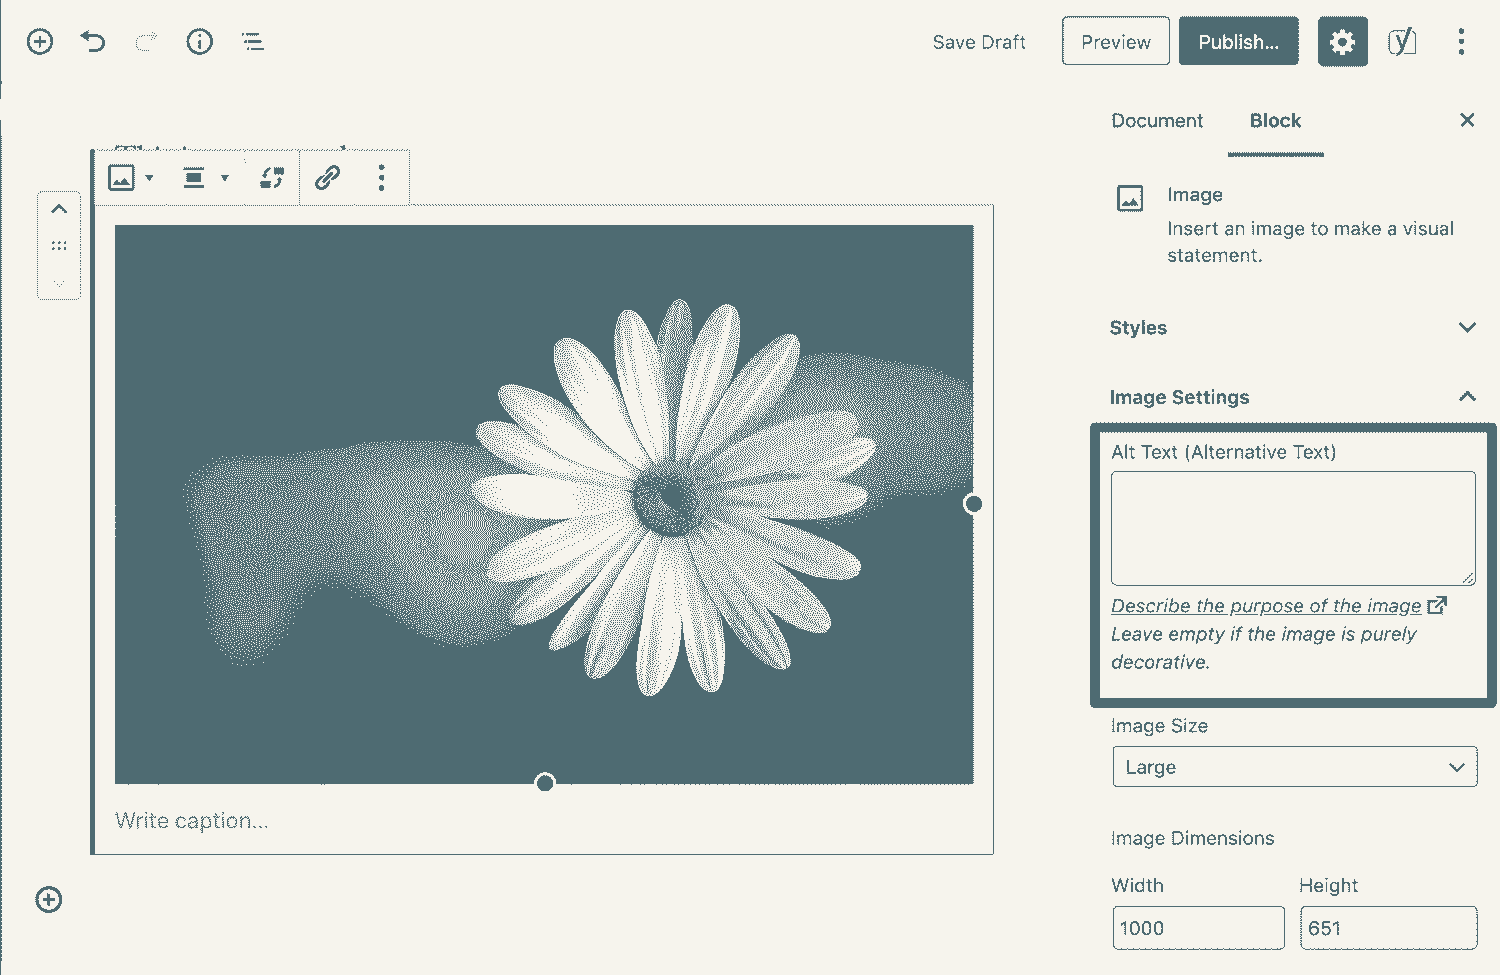 Save Draft
Preview
Publish...
Document
Block
Image
Insert an image to make a visual
statement.
Styles
Image Settings
Alt Text (Alternative Text)
Describe the purpose of the image
Leave empty if the image is purely
decorative.
Image Size
Large
Image Dimensions
Width
Height
1000
651
Write caption...